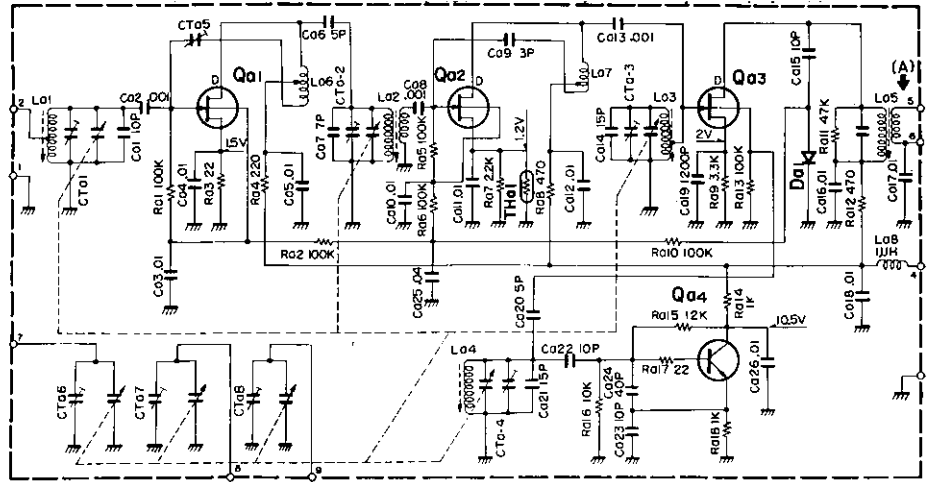 CTa5
Ca6 5P
Ca9 3P
Ca13 .001
Ca15 10P
(A)
D
Qa1
La6
CTa-2
Qa2
D
La7
CTa-3
D
Qa3
Ca8
.001
La1
Ca2 .001
La2
La3
La5
2
5
6
1
Ca1 10P
CTa1
1.5V
Ca7 7P
Ra5 100K
1.2V
Ca14 15P
2V
Ra11 47K
Da1
Ra1 100K
Ca4 .01
Ra3 22
Ra4 220
Ca5 .01
Ca10 .01
Ra6 100K
Ca11 .01
Ra7 22K
THa1
Ra8 470
Ca12 .01
Ca19 1200P
Ra9 3.3K
Ra13 100K
Ca16 .01
Ra12 470
Ca17 .01
Ra2 100K
Ra10 100K
La8
1μH
4
Ca3 .01
Ca25 .04
Ca20 5P
Qa4
Ra14
1K
Ra15 12K
10.5V
Ca18 .01
7
La4
Ca22 10P
Ca24
40P
Ra17 22
Ca26 .01
CTa6
CTa7
CTa8
Ca21 15P
CTa-4
Ra16 10K
Ca23 10P
Ra18 1K
8
9